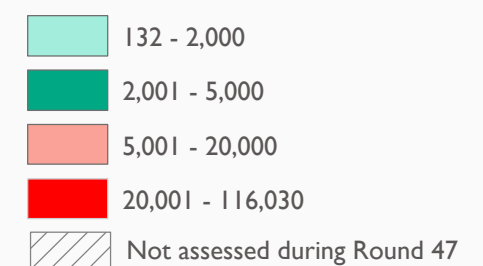 132 - 2,000
2,001 - 5,000
5,001 - 20,000
20,001 - 116,030
Not assessed during Round 47